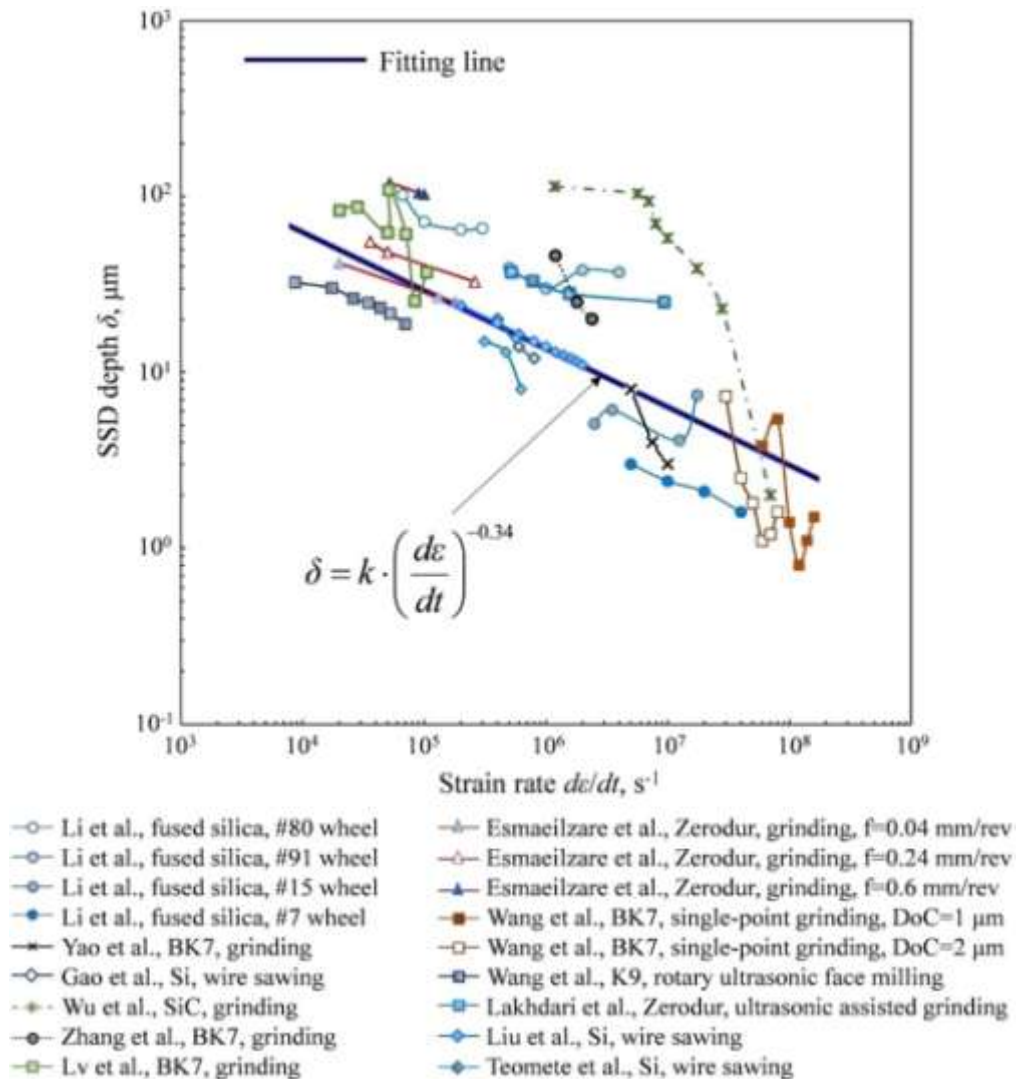 10³
Fitting line
10²
SSD depth δ, μm
10¹
δ = k · (dε/dt)^−0.34
10⁰
10⁻¹
10³ 10⁴ 10⁵ 10⁶ 10⁷ 10⁸ 10⁹
Strain rate dε/dt, s⁻¹
Li et al., fused silica, #80 wheel
Li et al., fused silica, #91 wheel
Li et al., fused silica, #15 wheel
Li et al., fused silica, #7 wheel
Yao et al., BK7, grinding
Gao et al., Si, wire sawing
Wu et al., SiC, grinding
Zhang et al., BK7, grinding
Lv et al., BK7, grinding
Esmaeilzare et al., Zerodur, grinding, f=0.04 mm/rev
Esmaeilzare et al., Zerodur, grinding, f=0.24 mm/rev
Esmaeilzare et al., Zerodur, grinding, f=0.6 mm/rev
Wang et al., BK7, single-point grinding, DoC=1 μm
Wang et al., BK7, single-point grinding, DoC=2 μm
Wang et al., K9, rotary ultrasonic face milling
Lakhdari et al., Zerodur, ultrasonic assisted grinding
Liu et al., Si, wire sawing
Teomete et al., Si, wire sawing